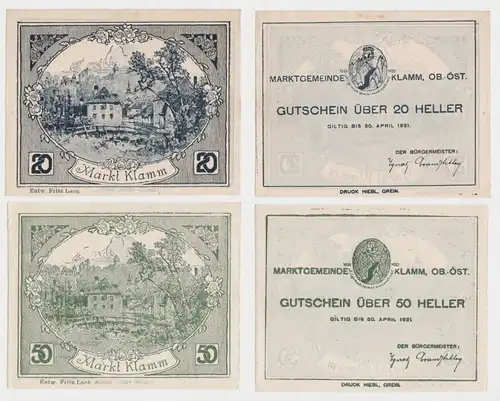 20 20
Markt Klamm
Entw. Fritz Lach
MARKTGEMEINDE KLAMM, OB.-ÖST.
GUTSCHEIN ÜBER 20 HELLER
GILTIG BIS 30. APRIL 1921.
DER BÜRGERMEISTER:
DRUCK HIEBL, GREIN.
50 50
Markt Klamm
Entw. Fritz Lach
MARKTGEMEINDE KLAMM, OB.-ÖST.
GUTSCHEIN ÜBER 50 HELLER
GILTIG BIS 30. APRIL 1921.
DER BÜRGERMEISTER:
DRUCK HIEBL, GREIN.